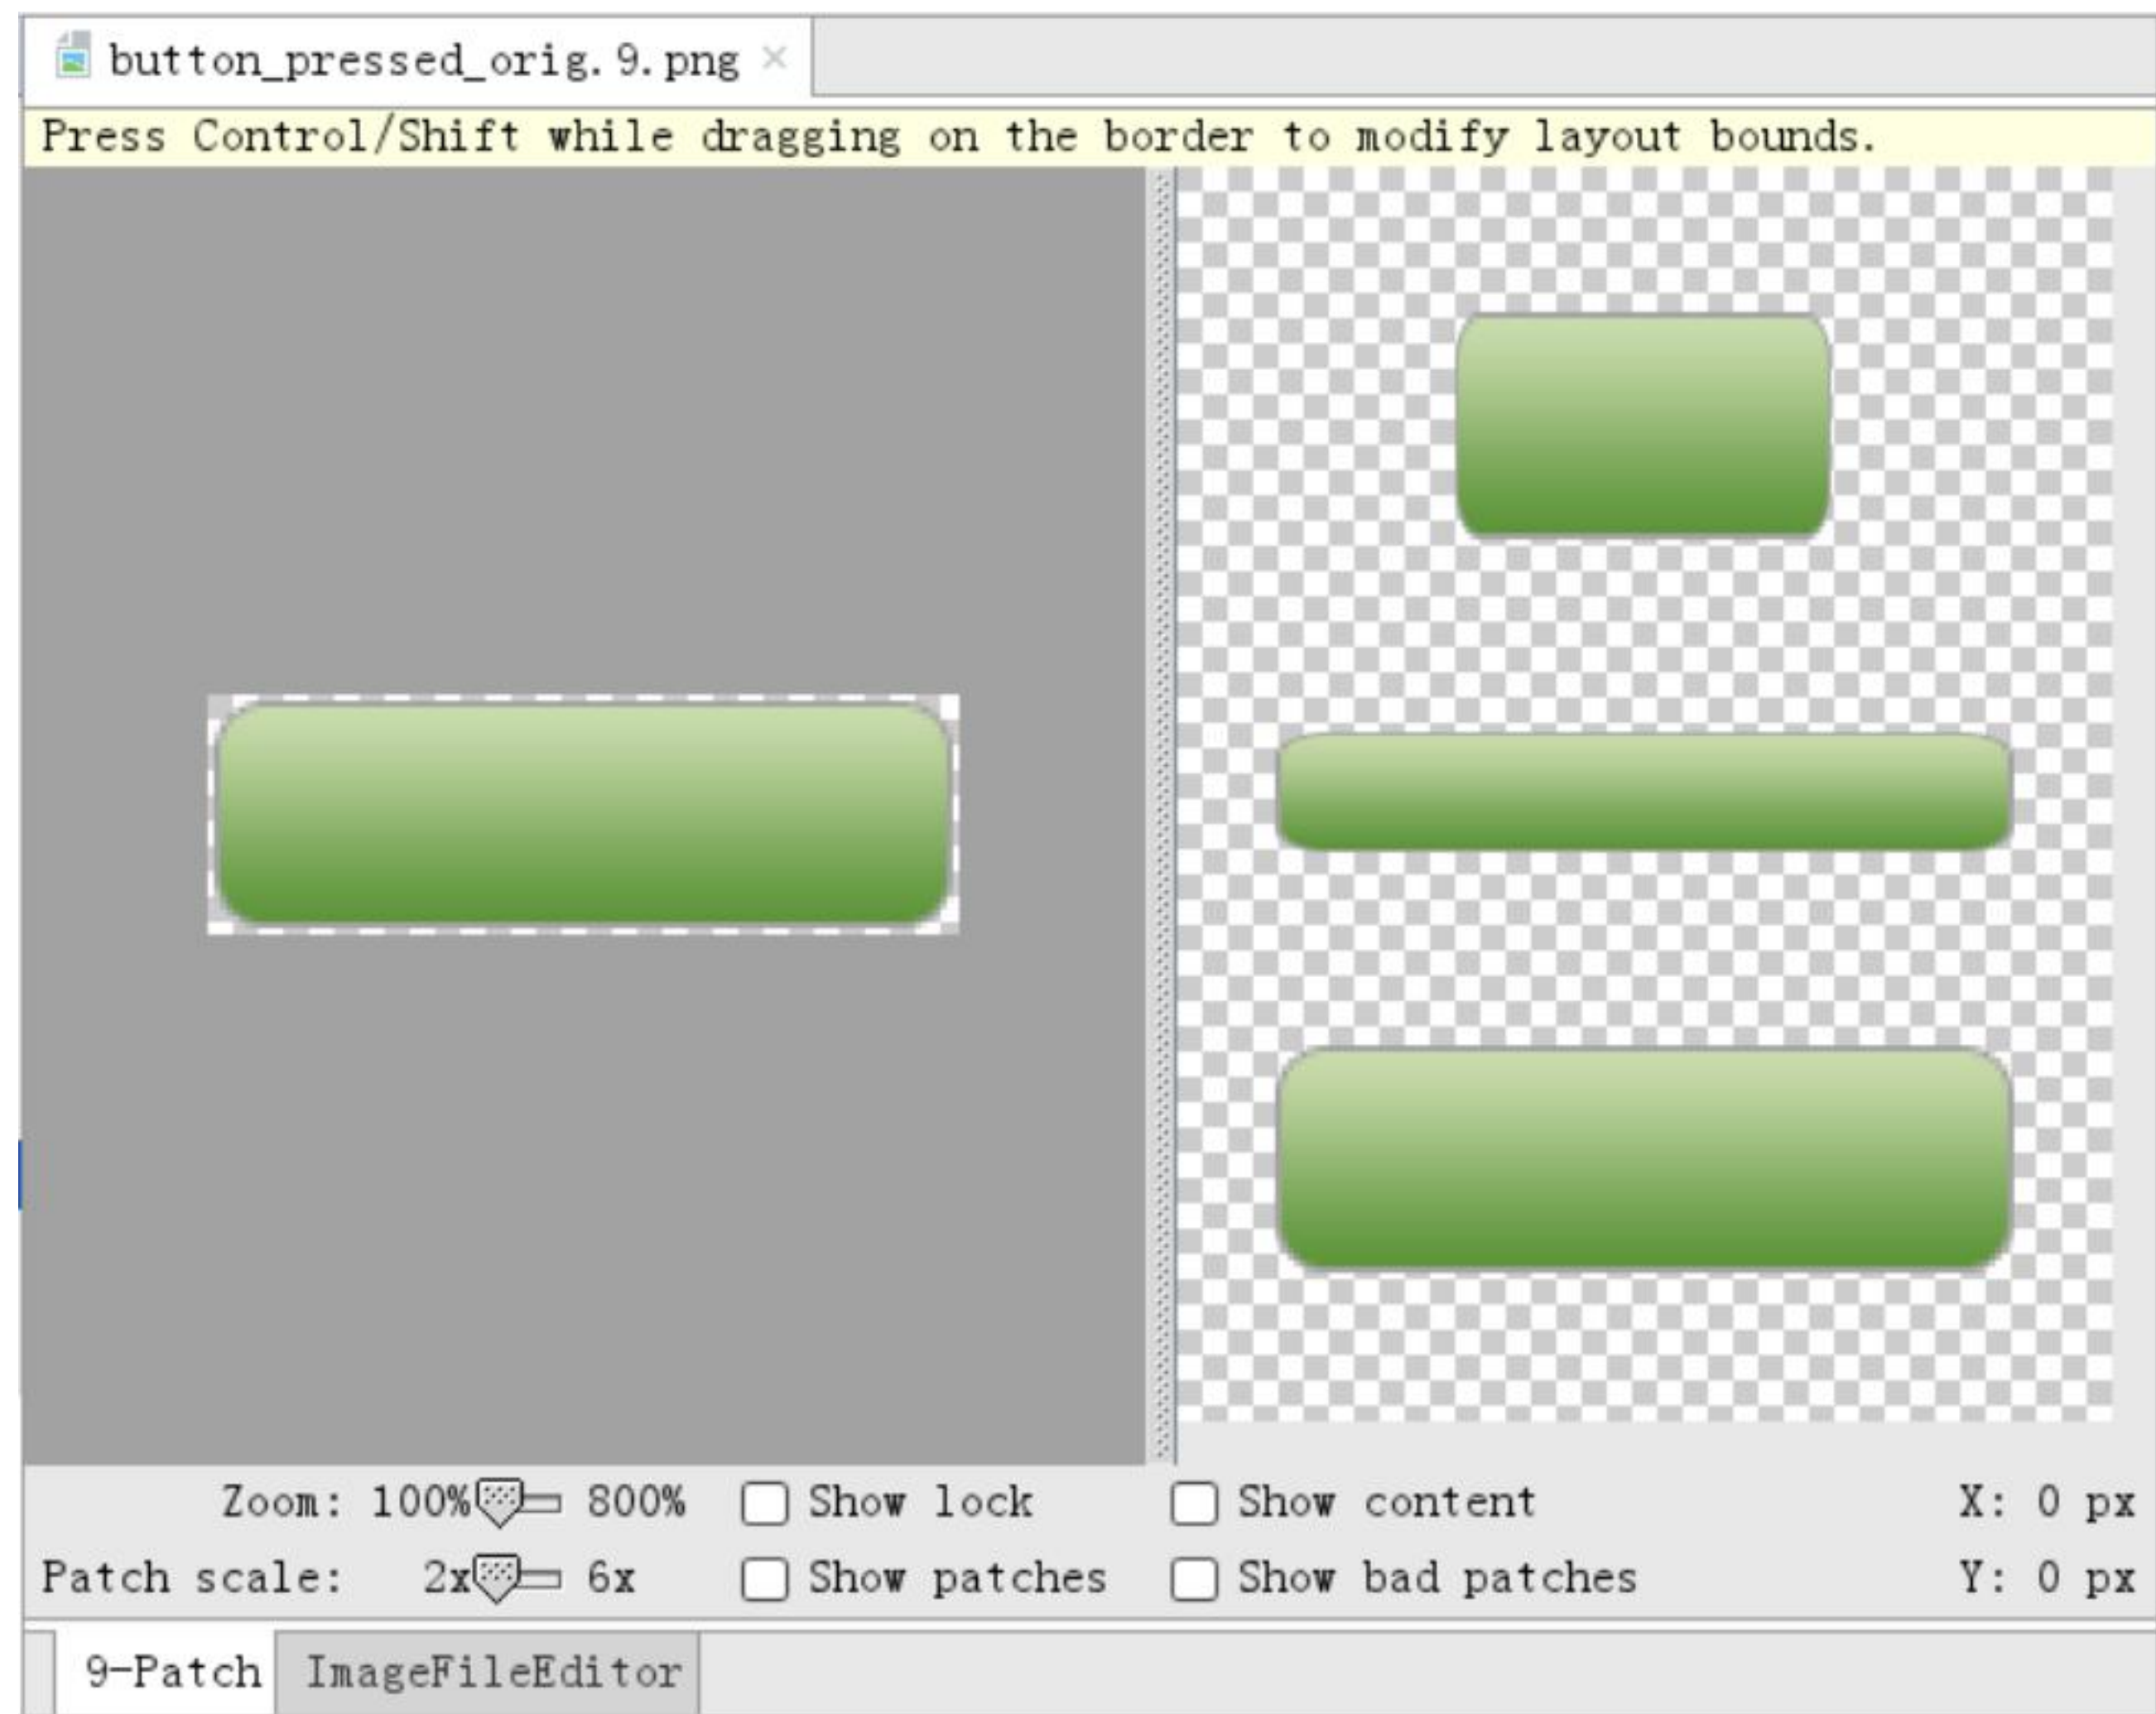 button_pressed_orig.9.png
Press Control/Shift while dragging on the border to modify layout bounds.
Zoom: 100% 800% Show lock Show content X: 0 px
Patch scale: 2x 6x Show patches Show bad patches Y: 0 px
9-Patch ImageFileEditor